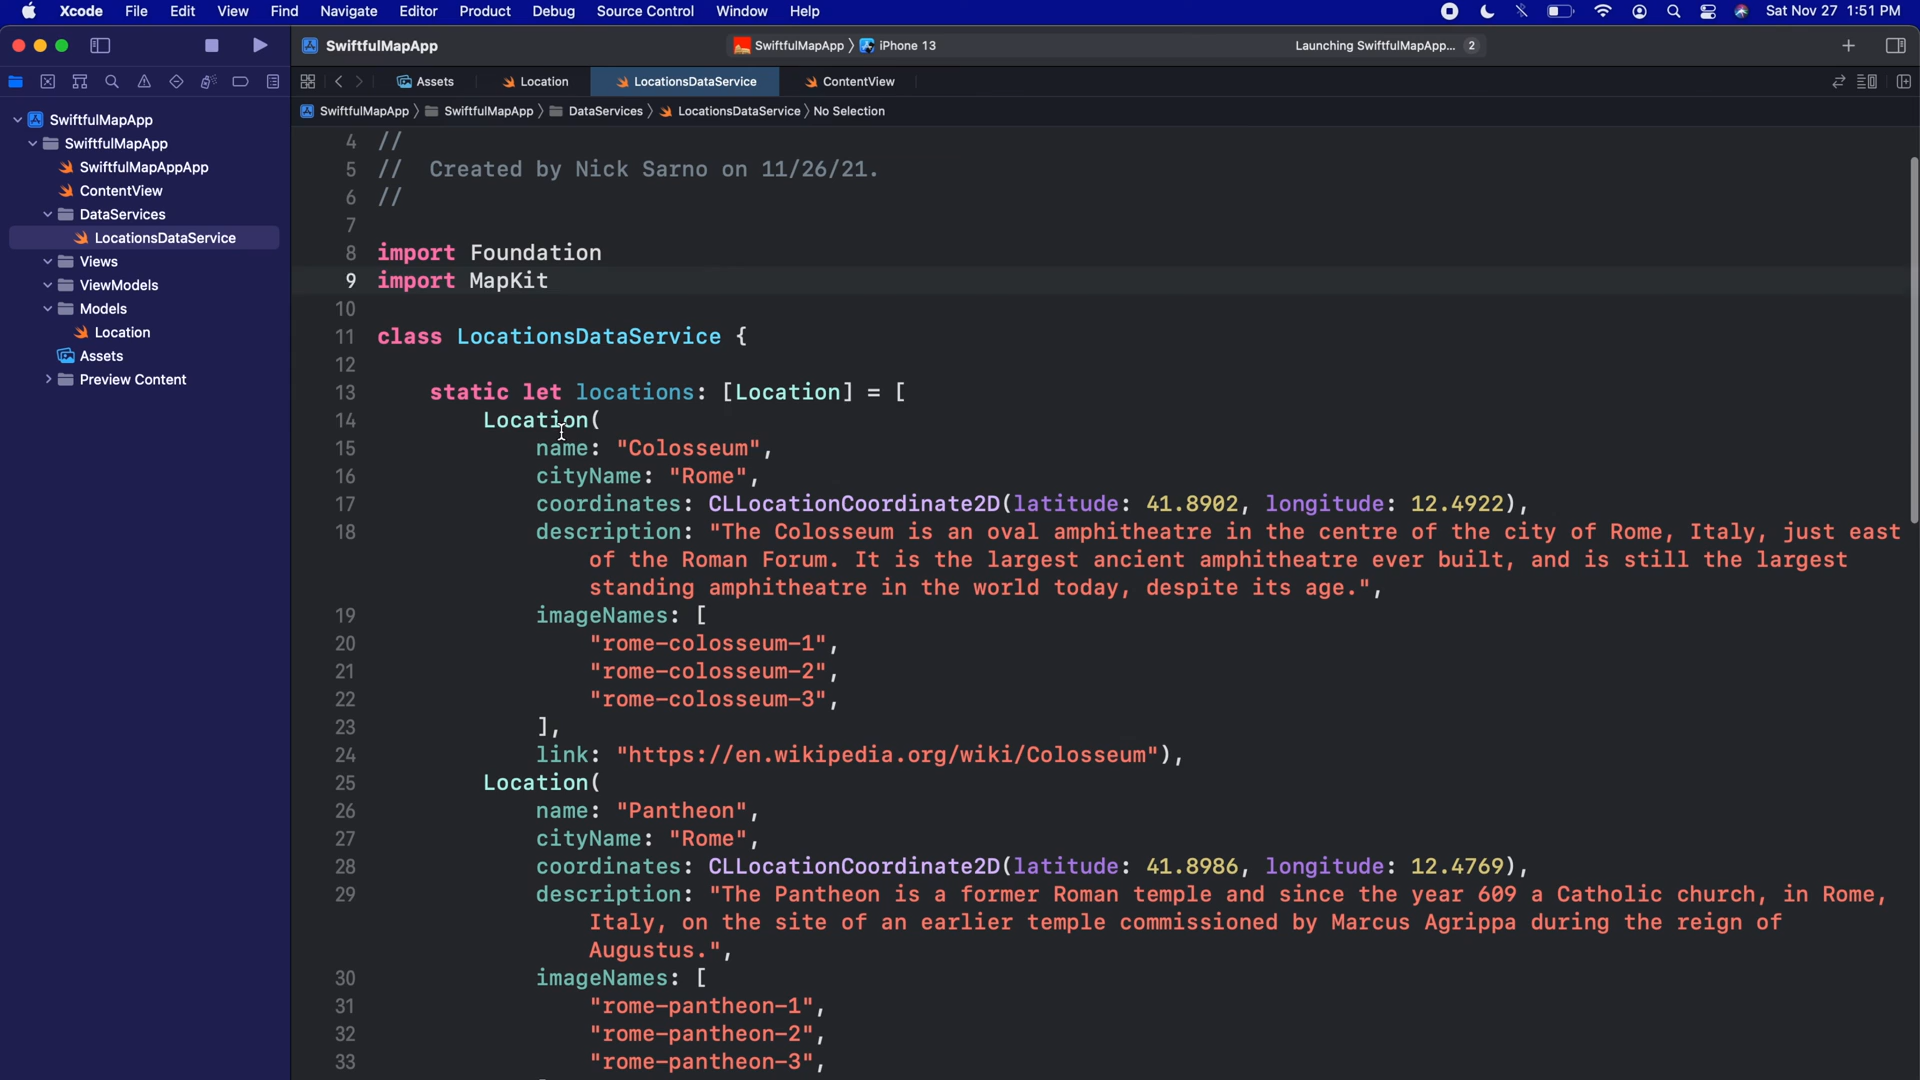 Xcode File Edit View Find Navigate Editor Product Debug Source Control Window Help Sat Nov 27 1:51 PM
SwiftfulMapApp SwiftfulMapApp iPhone 13 Launching SwiftfulMapApp... 2
Assets Location LocationsDataService ContentView
SwiftfulMapApp SwiftfulMapApp DataServices LocationsDataService No Selection
SwiftfulMapApp
SwiftfulMapApp
SwiftfulMapAppApp
ContentView
DataServices
LocationsDataService
Views
ViewModels
Models
Location
Assets
Preview Content
4 //
5 // Created by Nick Sarno on 11/26/21.
6 //
7
8 import Foundation
9 import MapKit
10
11 class LocationsDataService {
12
13 static let locations: [Location] = [
14 Location(
15 name: "Colosseum",
16 cityName: "Rome",
17 coordinates: CLLocationCoordinate2D(latitude: 41.8902, longitude: 12.4922),
18 description: "The Colosseum is an oval amphitheatre in the centre of the city of Rome, Italy, just east
of the Roman Forum. It is the largest ancient amphitheatre ever built, and is still the largest
standing amphitheatre in the world today, despite its age.",
19 imageNames: [
20 "rome-colosseum-1",
21 "rome-colosseum-2",
22 "rome-colosseum-3",
23 ],
24 link: "https://en.wikipedia.org/wiki/Colosseum"),
25 Location(
26 name: "Pantheon",
27 cityName: "Rome",
28 coordinates: CLLocationCoordinate2D(latitude: 41.8986, longitude: 12.4769),
29 description: "The Pantheon is a former Roman temple and since the year 609 a Catholic church, in Rome,
Italy, on the site of an earlier temple commissioned by Marcus Agrippa during the reign of
Augustus.",
30 imageNames: [
31 "rome-pantheon-1",
32 "rome-pantheon-2",
33 "rome-pantheon-3",